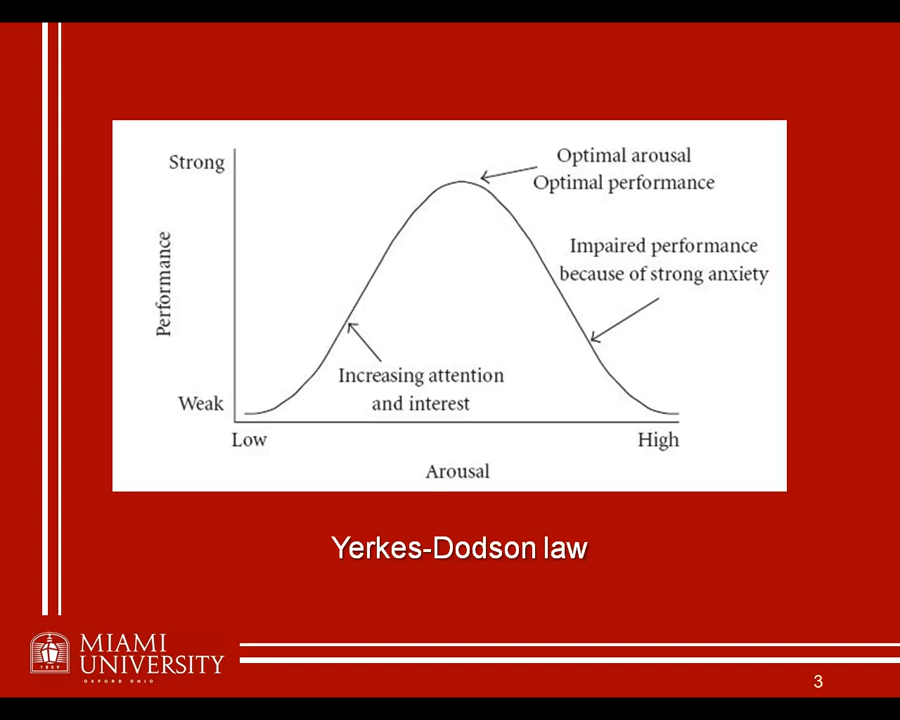 Strong
Optimal arousal
Optimal performance
Performance
Impaired performance
because of strong anxiety
Increasing attention
and interest
Weak
Low
High
Arousal
Yerkes-Dodson law
1809
MIAMI
UNIVERSITY
OXFORD OHIO
3